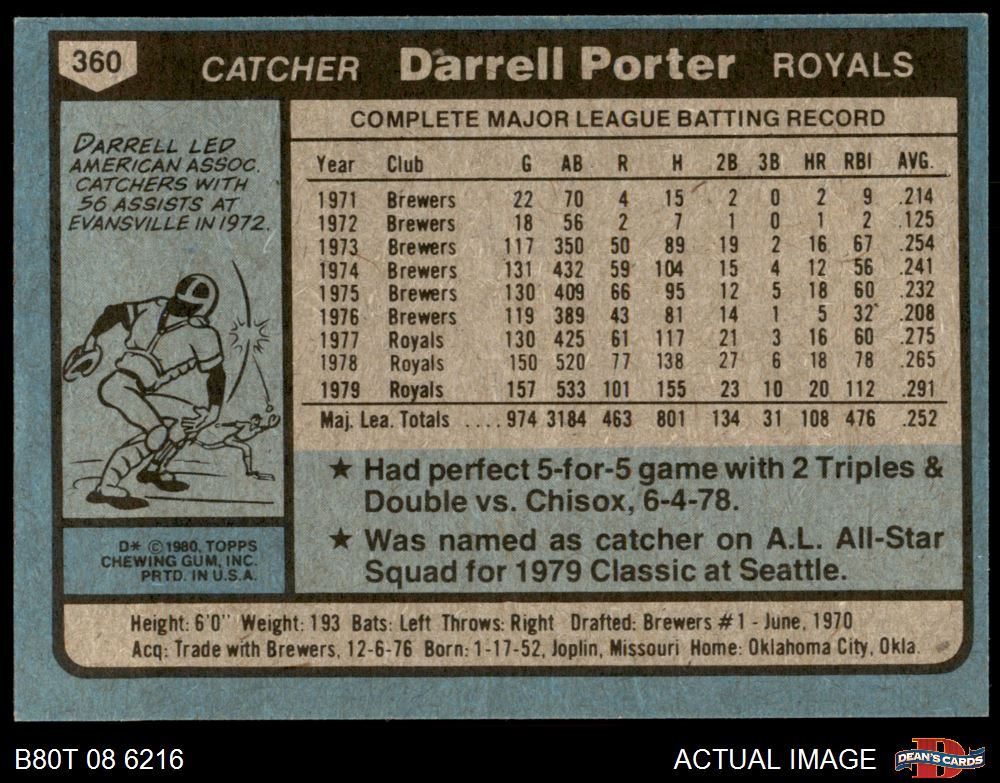 360 CATCHER Darrell Porter ROYALS
DARRELL LED
AMERICAN ASSOC.
CATCHERS WITH
56 ASSISTS AT
EVANSVILLE IN 1972.
D* © 1980, TOPPS
CHEWING GUM, INC.
PRTD. IN U.S.A.
COMPLETE MAJOR LEAGUE BATTING RECORD
Year Club G AB R H 2B 3B HR RBI AVG.
1971 Brewers 22 70 4 15 2 0 2 9 .214
1972 Brewers 18 56 2 7 1 0 1 2 .125
1973 Brewers 117 350 50 89 19 2 16 67 .254
1974 Brewers 131 432 59 104 15 4 12 56 .241
1975 Brewers 130 409 66 95 12 5 18 60 .232
1976 Brewers 119 389 43 81 14 1 5 32 .208
1977 Royals 130 425 61 117 21 3 16 60 .275
1978 Royals 150 520 77 138 27 6 18 78 .265
1979 Royals 157 533 101 155 23 10 20 112 .291
Maj. Lea. Totals ....974 3184 463 801 134 31 108 476 .252
★ Had perfect 5-for-5 game with 2 Triples &
Double vs. Chisox, 6-4-78.
★ Was named as catcher on A.L. All-Star
Squad for 1979 Classic at Seattle.
Height: 6'0" Weight: 193 Bats: Left Throws: Right Drafted: Brewers #1 - June, 1970
Acq: Trade with Brewers, 12-6-76 Born: 1-17-52, Joplin, Missouri Home: Oklahoma City, Okla.
B80T 08 6216 ACTUAL IMAGE D DEAN'S CARDS